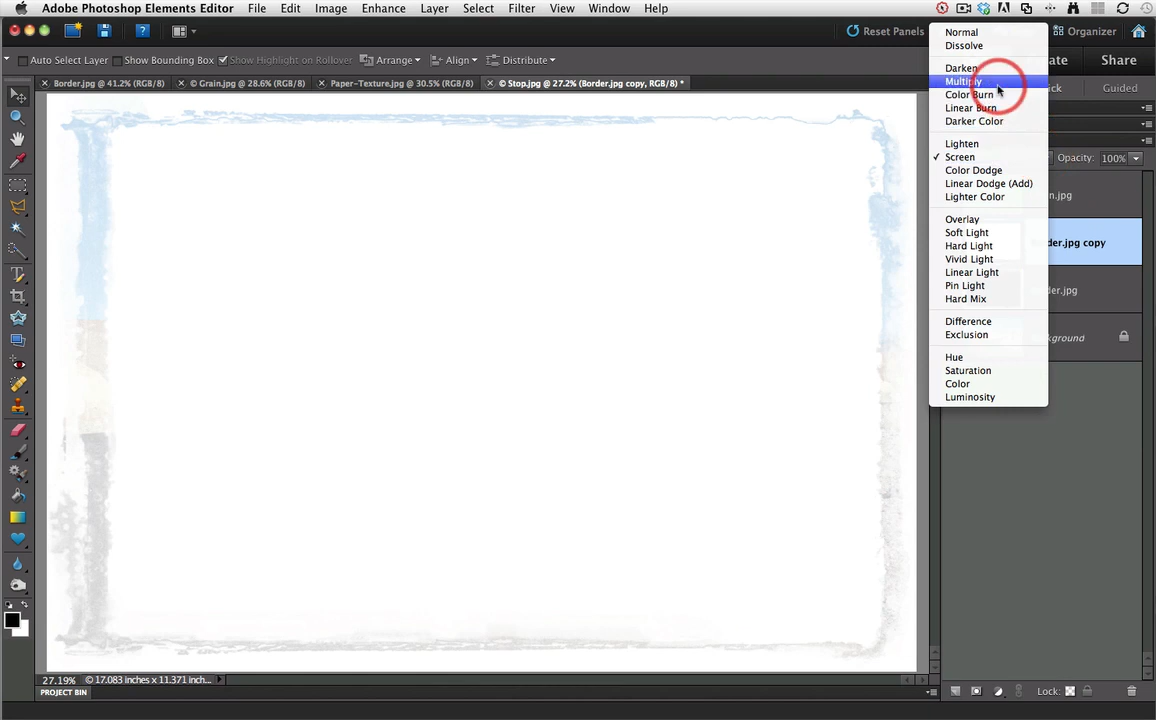 Adobe Photoshop Elements Editor File Edit Image Enhance Layer Select Filter View Window Help
Reset Panels Organizer
Auto Select Layer Show Bounding Box Show Highlight on Rollover Arrange Align Distribute
ate Share
Border.jpg @ 41.2% (RGB/8) © Grain.jpg @ 28.6% (RGB/8) Paper-Texture.jpg @ 30.5% (RGB/8) © Stop.jpg @ 27.2% (Border.jpg copy, RGB/8) *
ck Guided
Normal
Dissolve
Darken
Multiply
Color Burn
Linear Burn
Darker Color
Lighten
Screen
Color Dodge
Linear Dodge (Add)
Lighter Color
Overlay
Soft Light
Hard Light
Vivid Light
Linear Light
Pin Light
Hard Mix
Difference
Exclusion
Hue
Saturation
Color
Luminosity
Opacity: 100%
n.jpg
der.jpg copy
der.jpg
kground
27.19% © 17.083 inches x 11.371 inch...
Lock:
PROJECT BIN